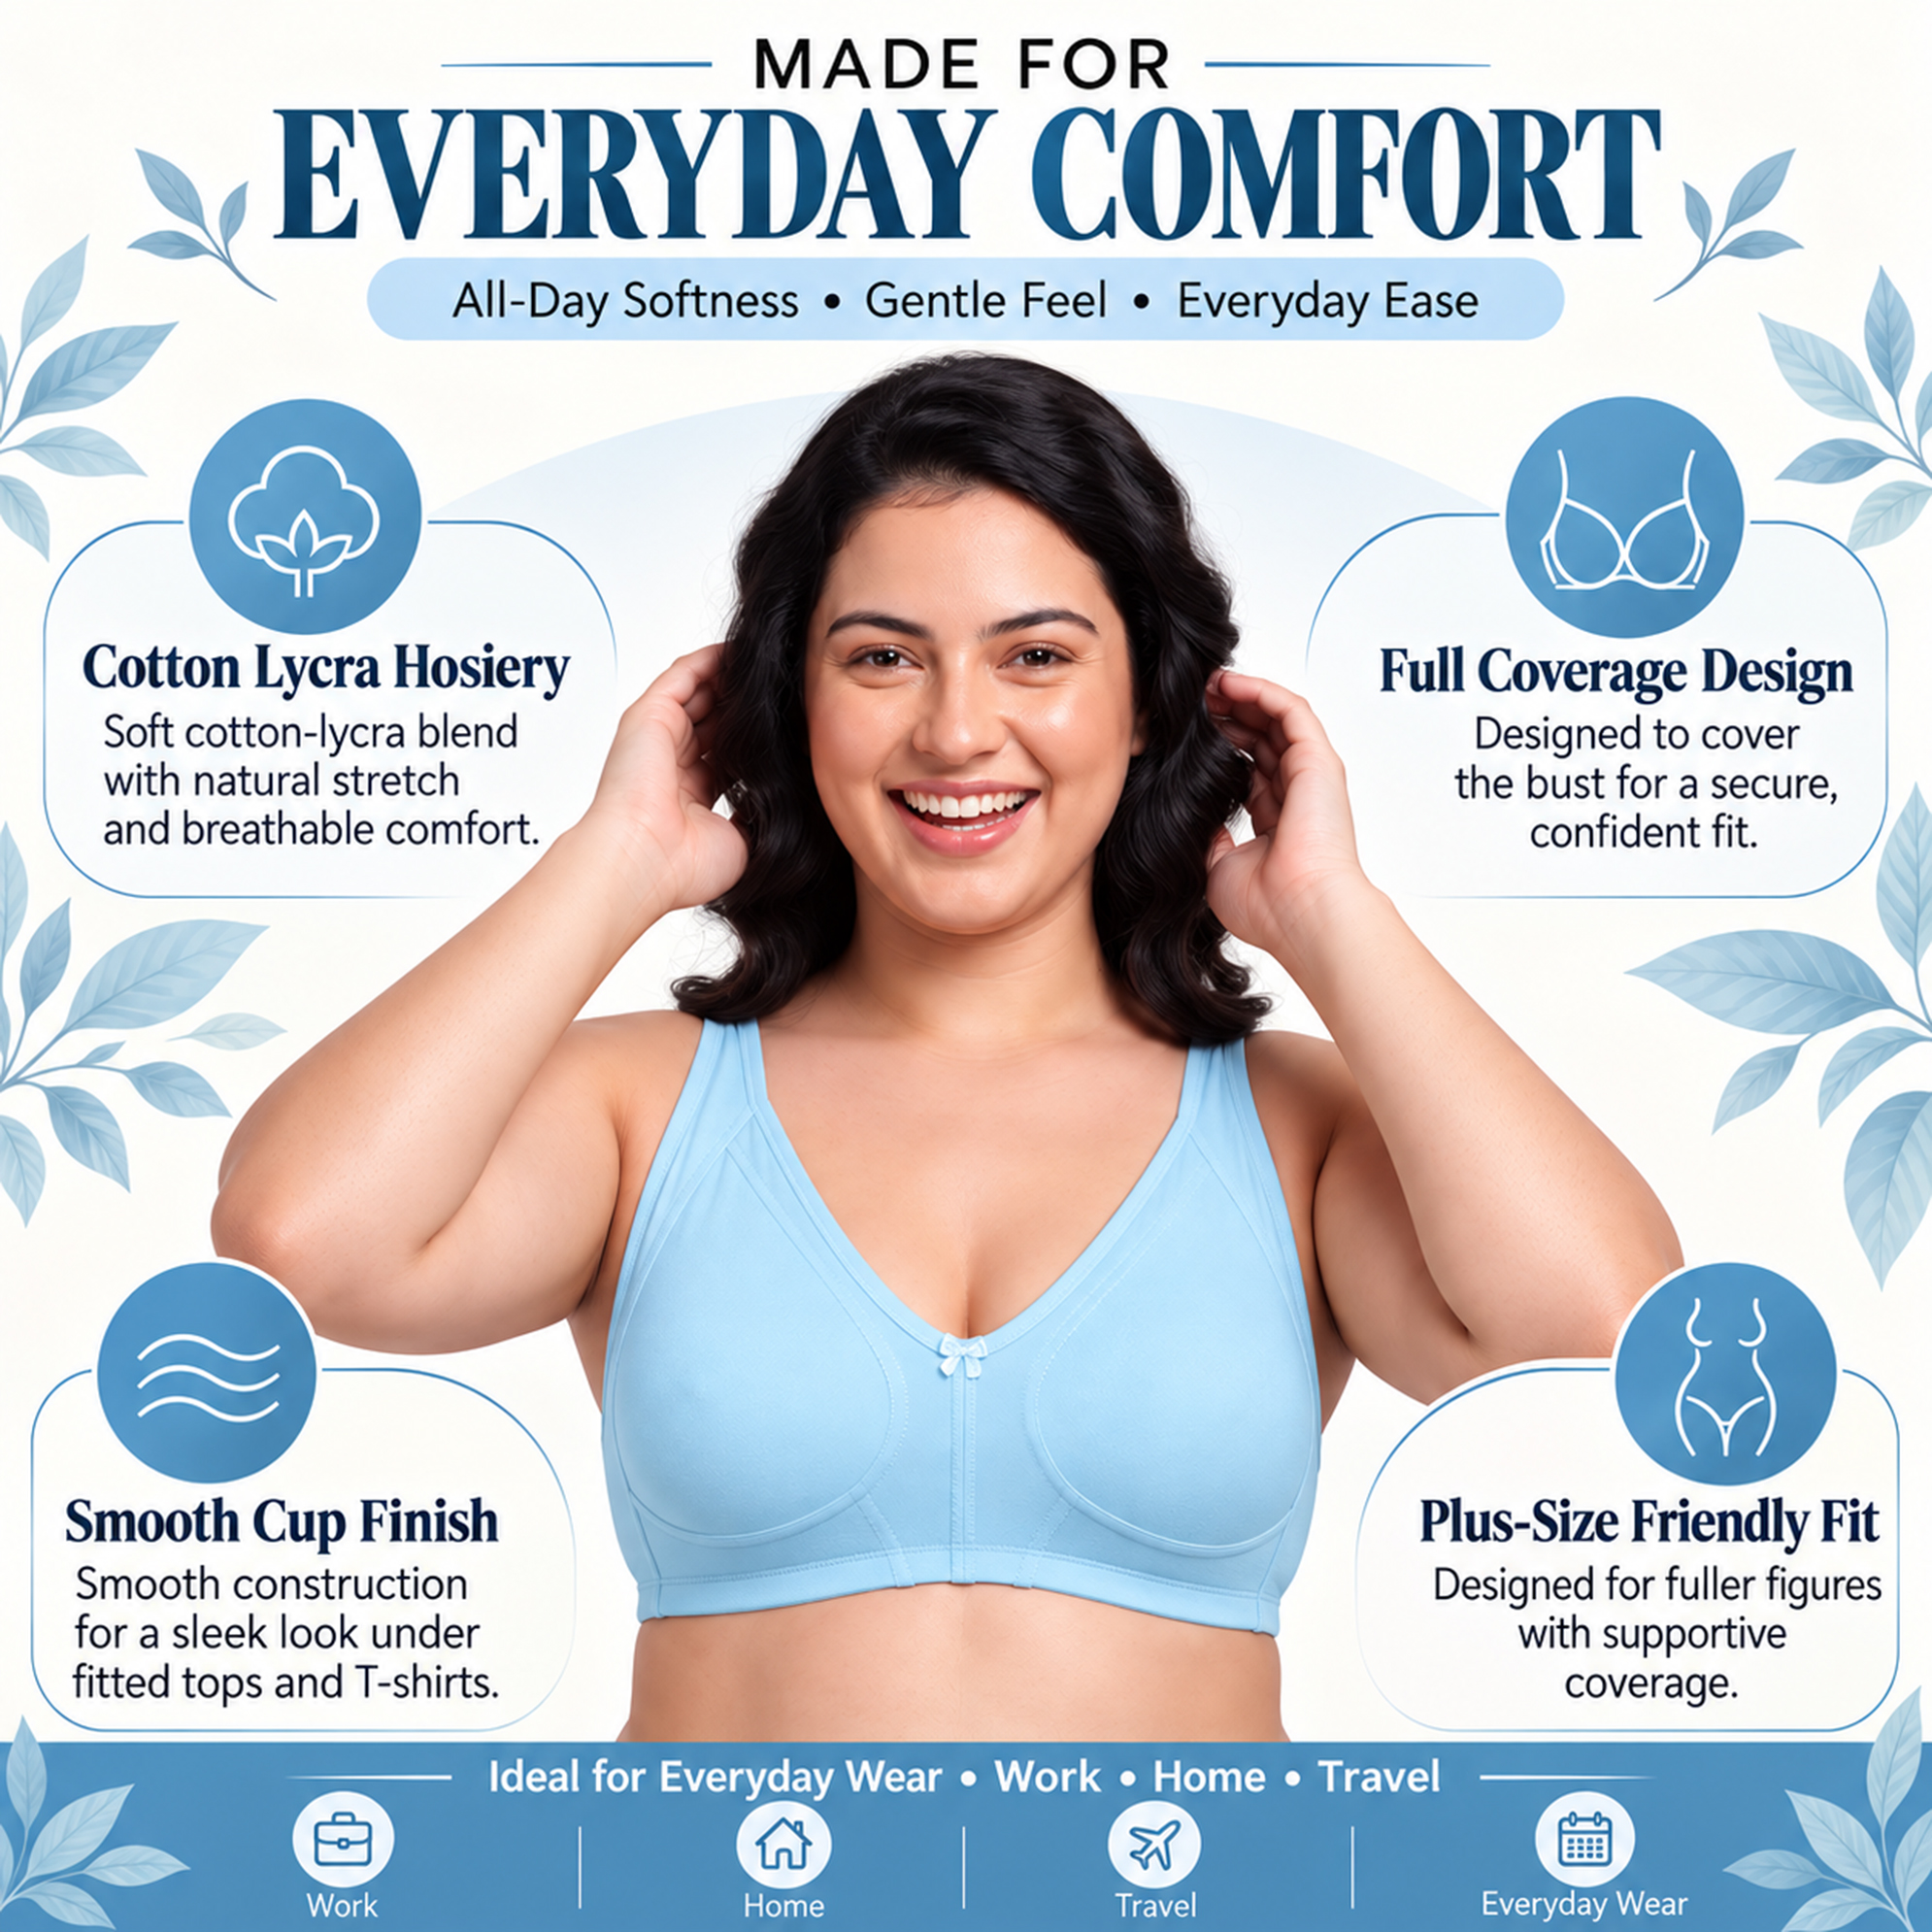 MADE FOR
EVERYDAY COMFORT
All-Day Softness • Gentle Feel • Everyday Ease
Cotton Lycra Hosiery
Soft cotton-lycra blend
with natural stretch
and breathable comfort.
Full Coverage Design
Designed to cover
the bust for a secure,
confident fit.
Smooth Cup Finish
Smooth construction
for a sleek look under
fitted tops and T-shirts.
Plus-Size Friendly Fit
Designed for fuller figures
with supportive
coverage.
Ideal for Everyday Wear • Work • Home • Travel
Work
Home
Travel
Everyday Wear